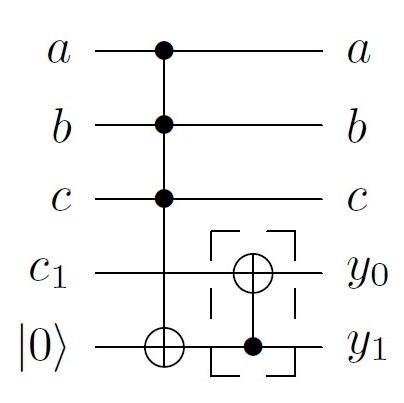 a a
b b
c c
c₁ y₀
|0⟩ y₁